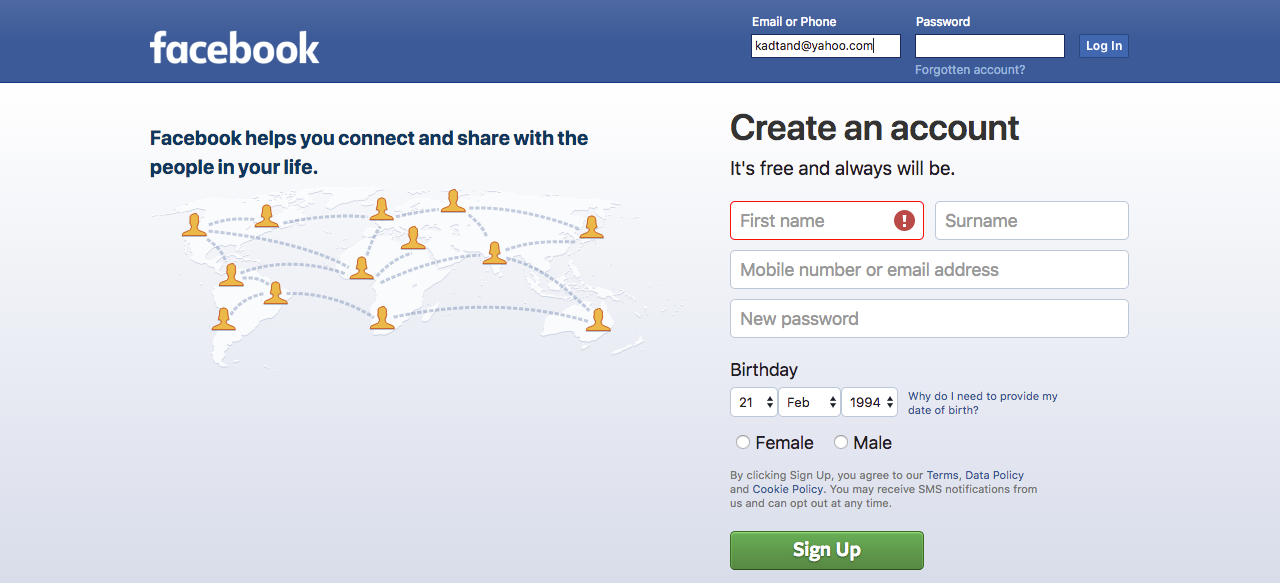 facebook
Email or Phone
Password
kadtand@yahoo.com
Log In
Forgotten account?
Facebook helps you connect and share with the
people in your life.
Create an account
It's free and always will be.
First name
Surname
Mobile number or email address
New password
Birthday
21
Feb
1994
Why do I need to provide my
date of birth?
Female
Male
By clicking Sign Up, you agree to our Terms, Data Policy
and Cookie Policy. You may receive SMS notifications from
us and can opt out at any time.
Sign Up